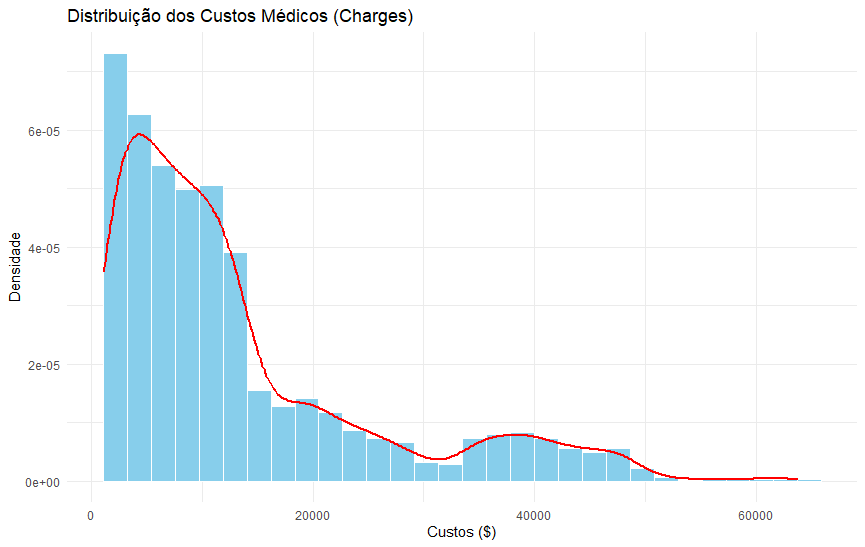 Distribuição dos Custos Médicos (Charges)
6e-05
4e-05
2e-05
0e+00
Densidade
0
20000
40000
60000
Custos ($)